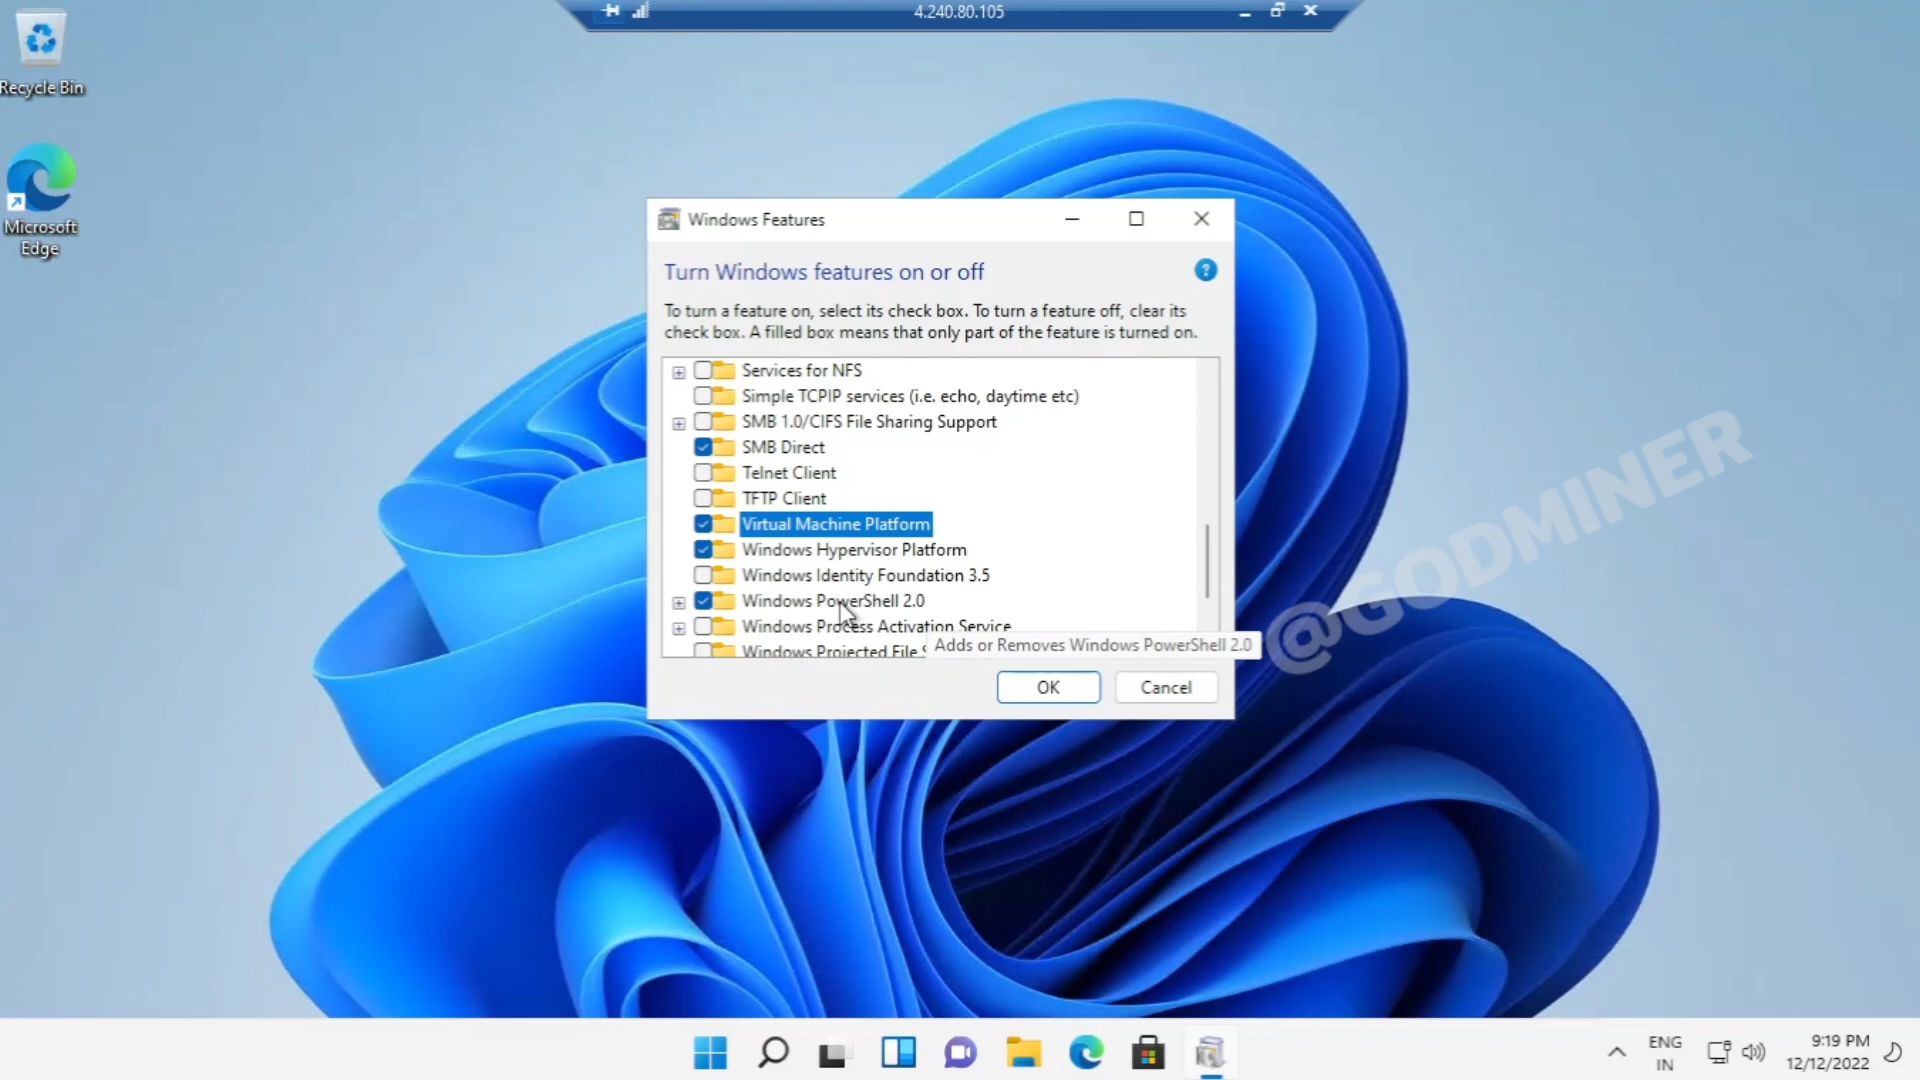 4.240.80.105
Recycle Bin
Microsoft
Edge
Windows Features
Turn Windows features on or off
To turn a feature on, select its check box. To turn a feature off, clear its
check box. A filled box means that only part of the feature is turned on.
Services for NFS
Simple TCPIP services (i.e. echo, daytime etc)
SMB 1.0/CIFS File Sharing Support
SMB Direct
Telnet Client
TFTP Client
Virtual Machine Platform
Windows Hypervisor Platform
Windows Identity Foundation 3.5
Windows PowerShell 2.0
Windows Process Activation Service
Windows Projected File S
Adds or Removes Windows PowerShell 2.0
OK
Cancel
@GODMINER
ENG
IN
9:19 PM
12/12/2022